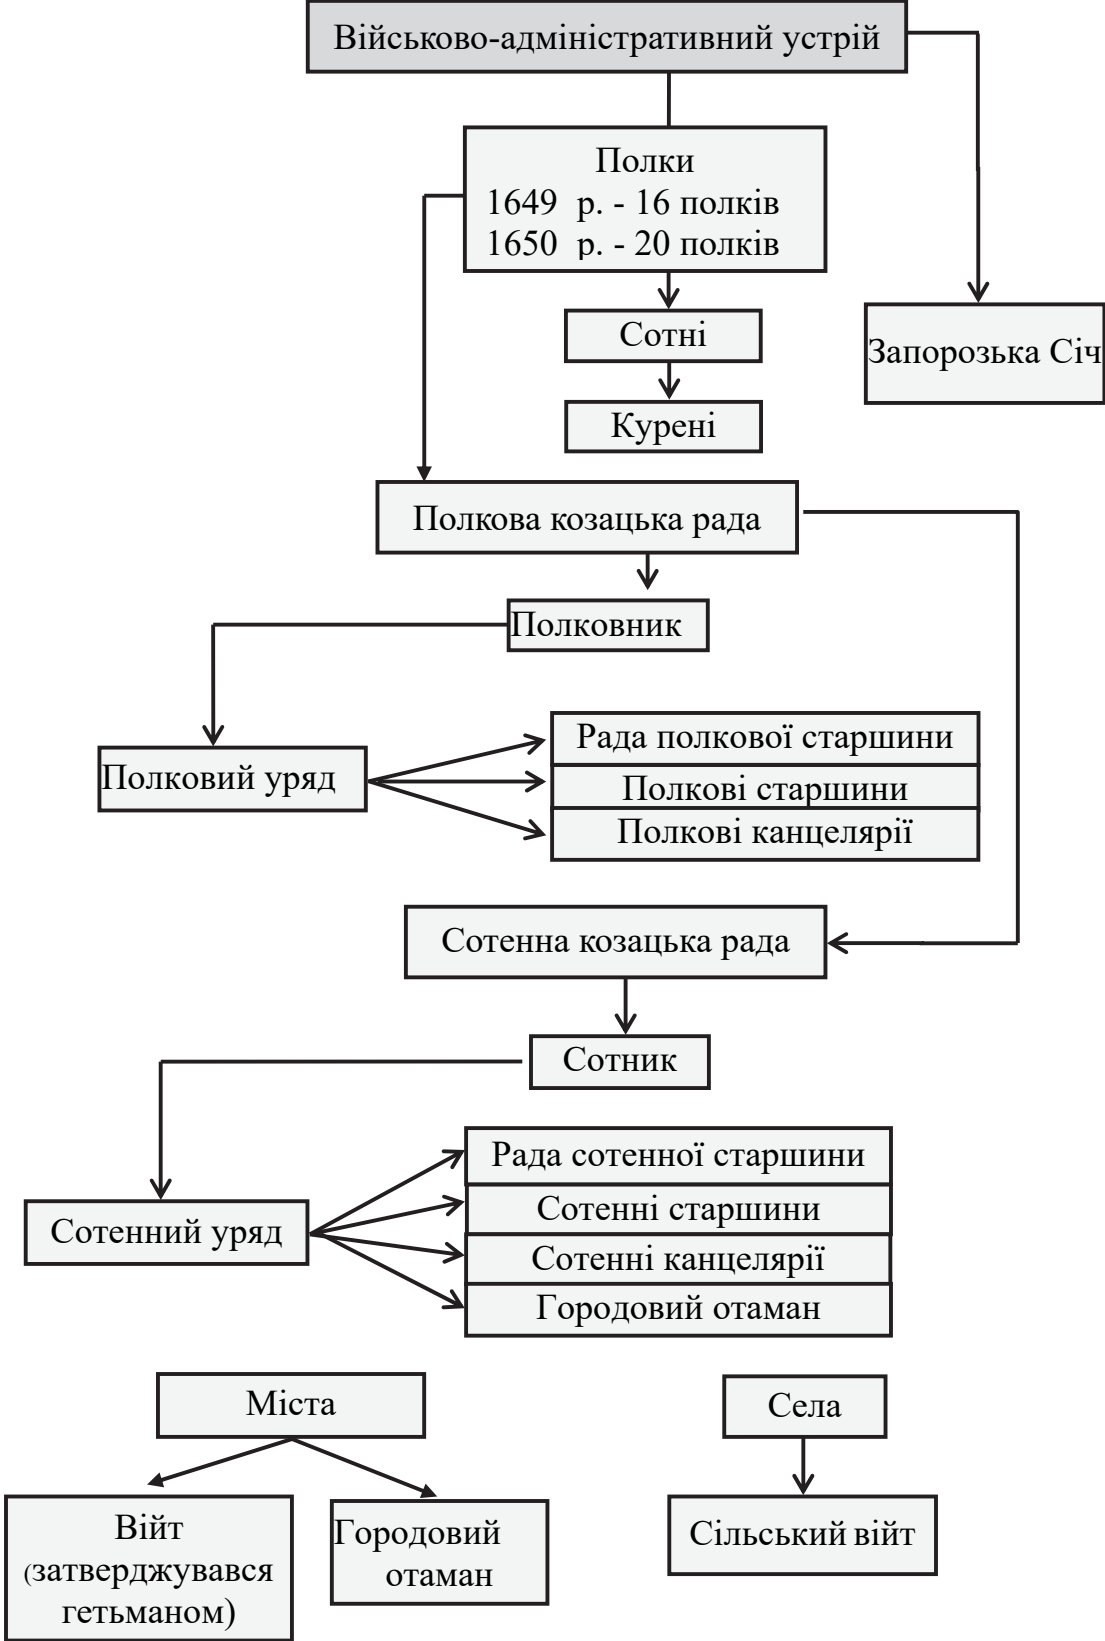 Військово-адміністративний устрій
Полки
1649 р. - 16 полків
1650 р. - 20 полків
Сотні
Запорозька Січ
Курені
Полкова козацька рада
Полковник
Рада полкової старшини
Полковий уряд
Полкові старшини
Полкові канцелярії
Сотенна козацька рада
Сотник
Рада сотенної старшини
Сотенні старшини
Сотенний уряд
Сотенні канцелярії
Городовий отаман
Міста
Села
Війт
(затверджувався
гетьманом)
Городовий
отаман
Сільський війт